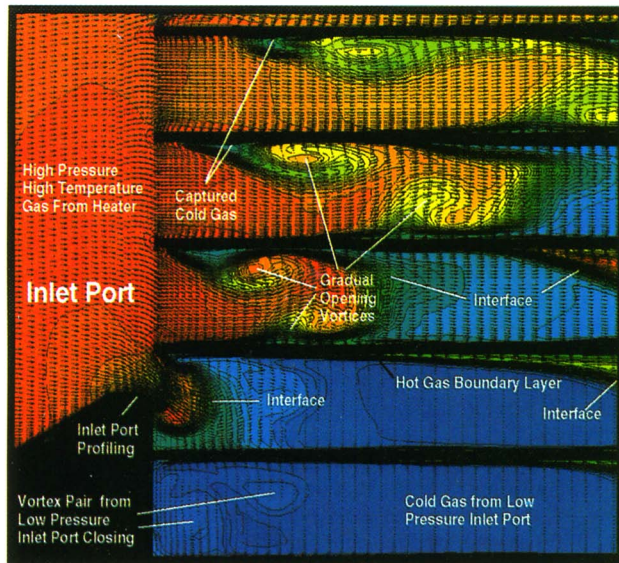 High Pressure
High Temperature
Gas From Heater
Captured
Cold Gas
Inlet Port
Gradual
Opening
Vortices
Interface
Hot Gas Boundary Layer
Interface
Interface
Inlet Port
Profiling
Vortex Pair from
Low Pressure
Inlet Port Closing
Cold Gas from Low
Pressure Inlet Port